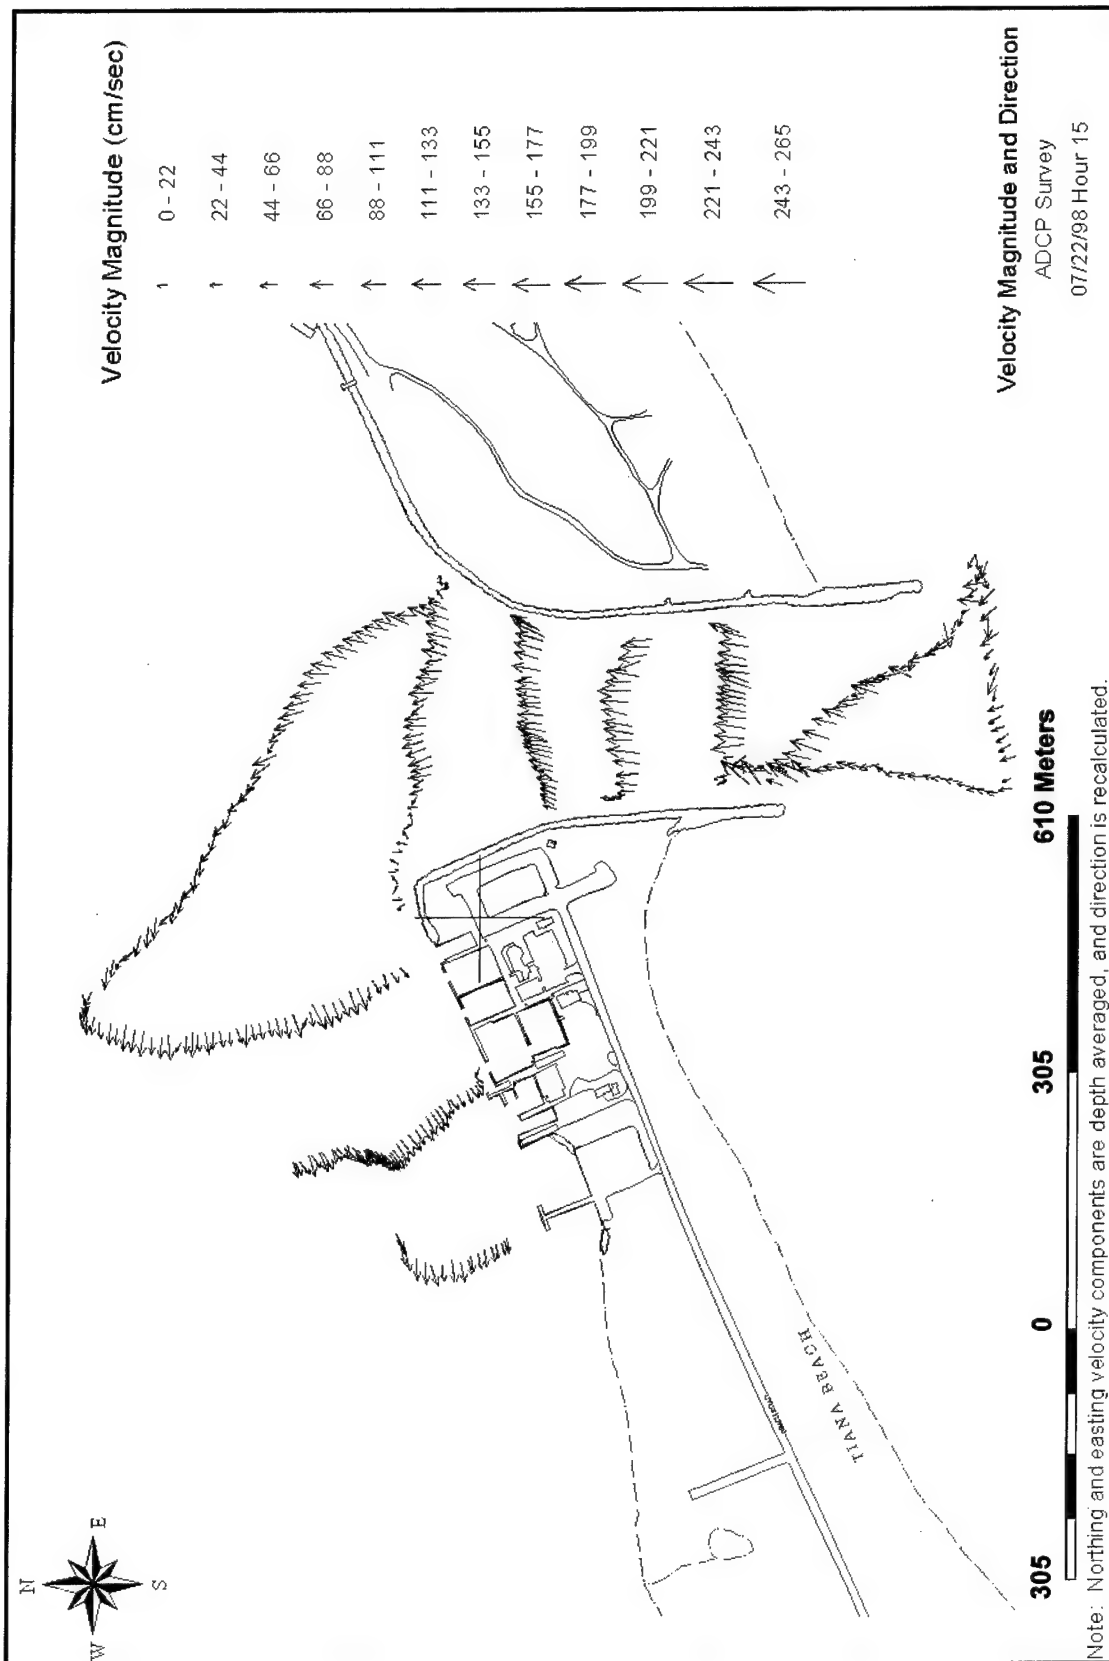 N
W
E
S
Velocity Magnitude (cm/sec)
0 - 22
22 - 44
44 - 66
66 - 88
88 - 111
111 - 133
133 - 155
155 - 177
177 - 199
199 - 221
221 - 243
243 - 265
TIANA BEACH
305
0
305
610 Meters
Velocity Magnitude and Direction
ADCP Survey
07/22/98 Hour 15
Note: Northing and easting velocity components are depth averaged, and direction is recalculated.